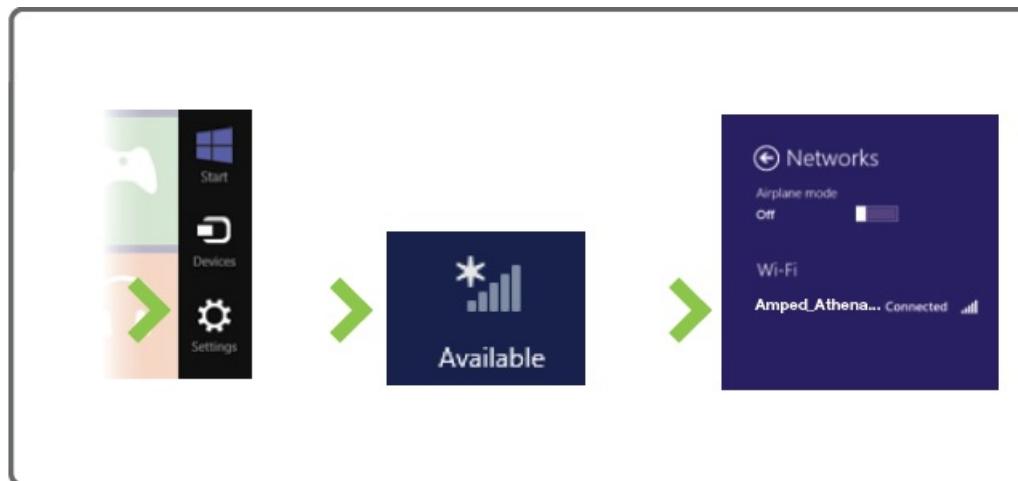 Start
Devices
Settings
Available
Networks
Airplane mode
Off
Wi-Fi
Amped_Athena... Connected